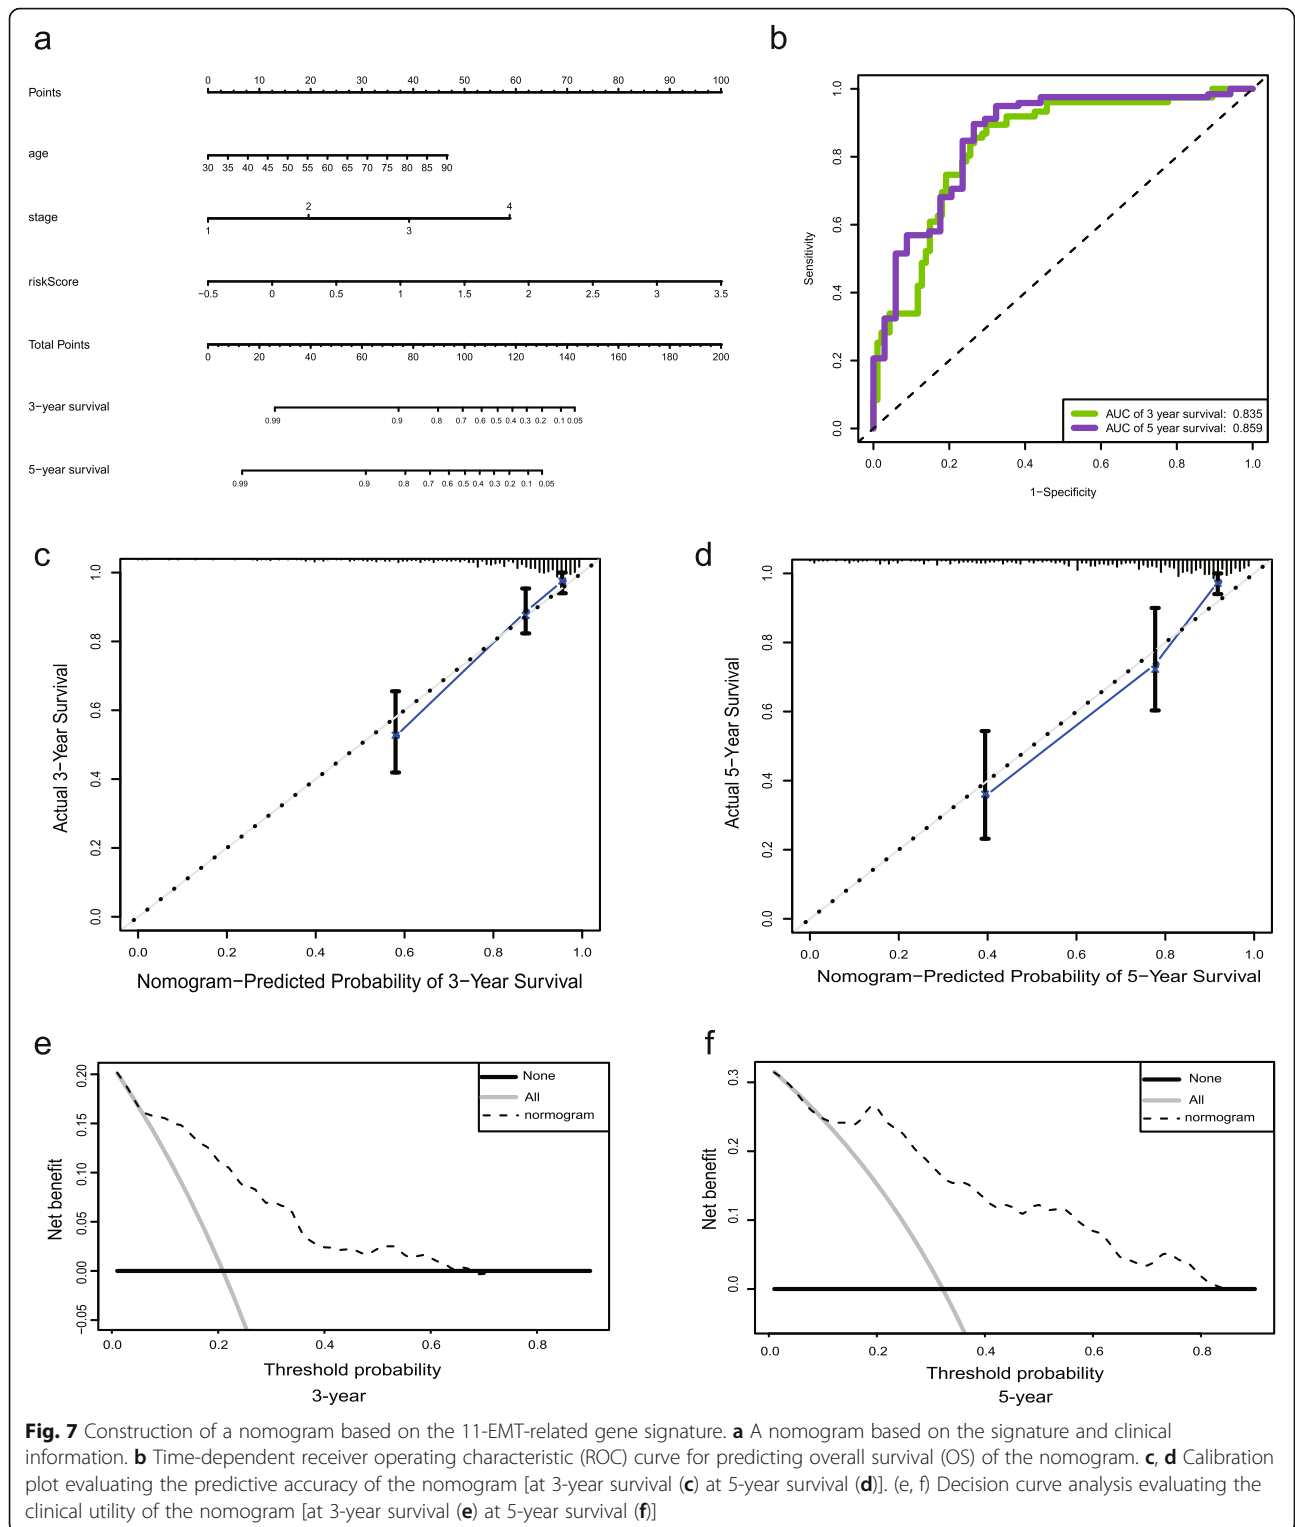 a
Points
0 10 20 30 40 50 60 70 80 90 100
age
30 35 40 45 50 55 60 65 70 75 80 85 90
stage
2 4
1 3
riskScore
−0.5 0 0.5 1 1.5 2 2.5 3 3.5
Total Points
0 20 40 60 80 100 120 140 160 180 200
3−year survival
0.99 0.9 0.8 0.7 0.6 0.5 0.4 0.3 0.2 0.1 0.05
5−year survival
0.99 0.9 0.8 0.7 0.6 0.5 0.4 0.3 0.2 0.1 0.05
b
Sensitivity
0.0 0.2 0.4 0.6 0.8 1.0
AUC of 3 year survival: 0.835
AUC of 5 year survival: 0.859
0.0 0.2 0.4 0.6 0.8 1.0
1−Specificity
c
Actual 3−Year Survival
0.0 0.2 0.4 0.6 0.8 1.0
0.0 0.2 0.4 0.6 0.8 1.0
Nomogram−Predicted Probability of 3−Year Survival
d
Actual 5−Year Survival
0.0 0.2 0.4 0.6 0.8 1.0
0.0 0.2 0.4 0.6 0.8 1.0
Nomogram−Predicted Probability of 5−Year Survival
e
Net benefit
−0.05 0.00 0.05 0.10 0.15 0.20
None
All
normogram
0.0 0.2 0.4 0.6 0.8
Threshold probability
3-year
f
Net benefit
0.0 0.1 0.2 0.3
None
All
normogram
0.0 0.2 0.4 0.6 0.8
Threshold probability
5-year
Fig. 7 Construction of a nomogram based on the 11-EMT-related gene signature. a A nomogram based on the signature and clinical
information. b Time-dependent receiver operating characteristic (ROC) curve for predicting overall survival (OS) of the nomogram. c, d Calibration
plot evaluating the predictive accuracy of the nomogram [at 3-year survival (c) at 5-year survival (d)]. (e, f) Decision curve analysis evaluating the
clinical utility of the nomogram [at 3-year survival (e) at 5-year survival (f)]